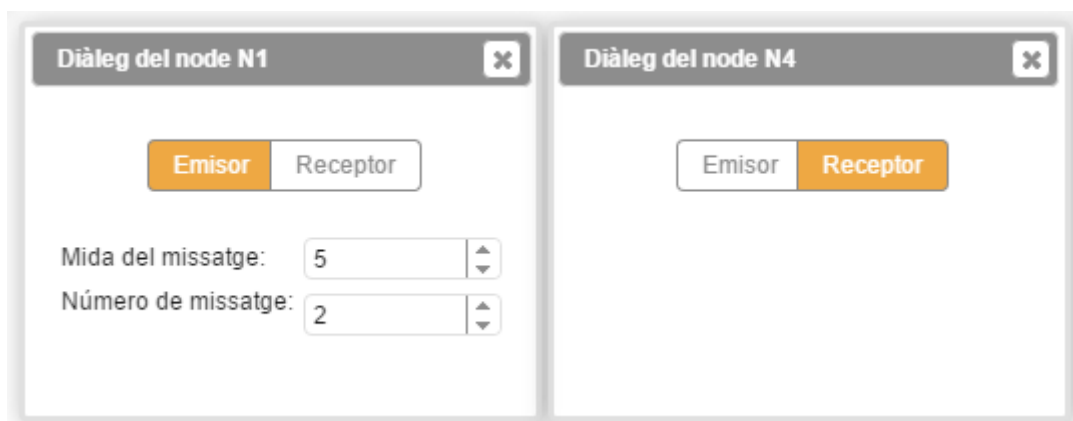 Diàleg del node N1
Emisor Receptor
Mida del missatge: 5
Número de missatge: 2
Diàleg del node N4
Emisor Receptor